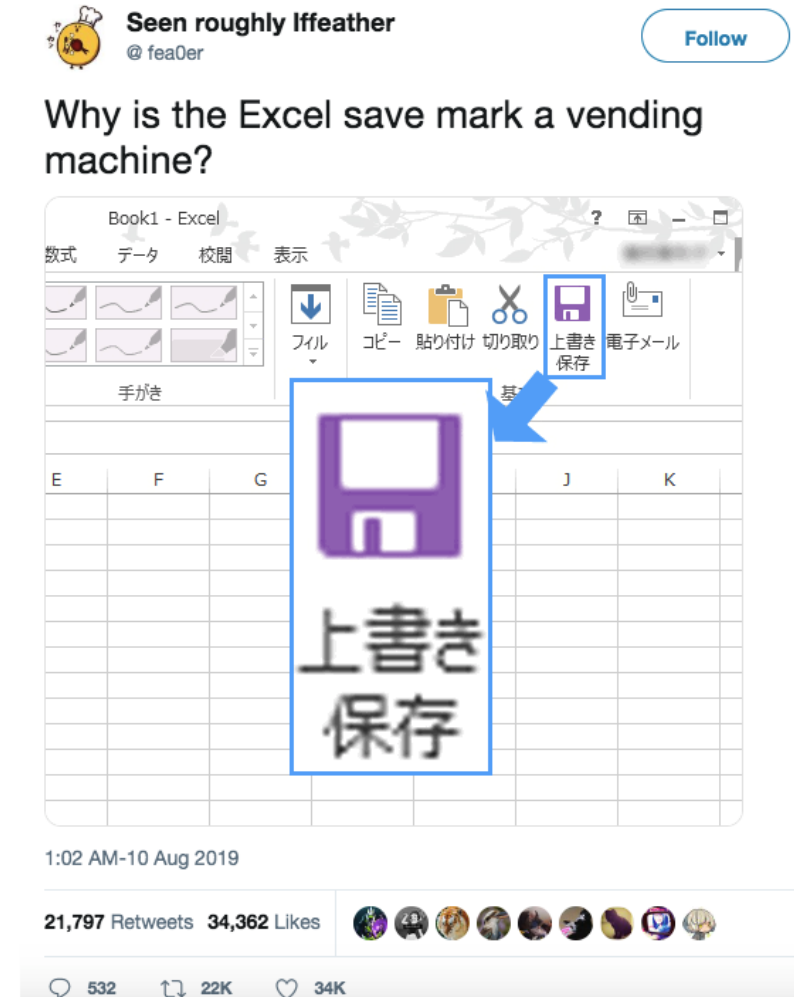 Seen roughly Iffeather
@ fea0er
Follow
Why is the Excel save mark a vending
machine?
Book1 - Excel
?
数式 データ 校閲 表示
フィル
コピー 貼り付け 切り取り 上書き 電子メール
保存
手がき
E F G J K
上書き
保存
1:02 AM-10 Aug 2019
21,797 Retweets 34,362 Likes
532 22K 34K